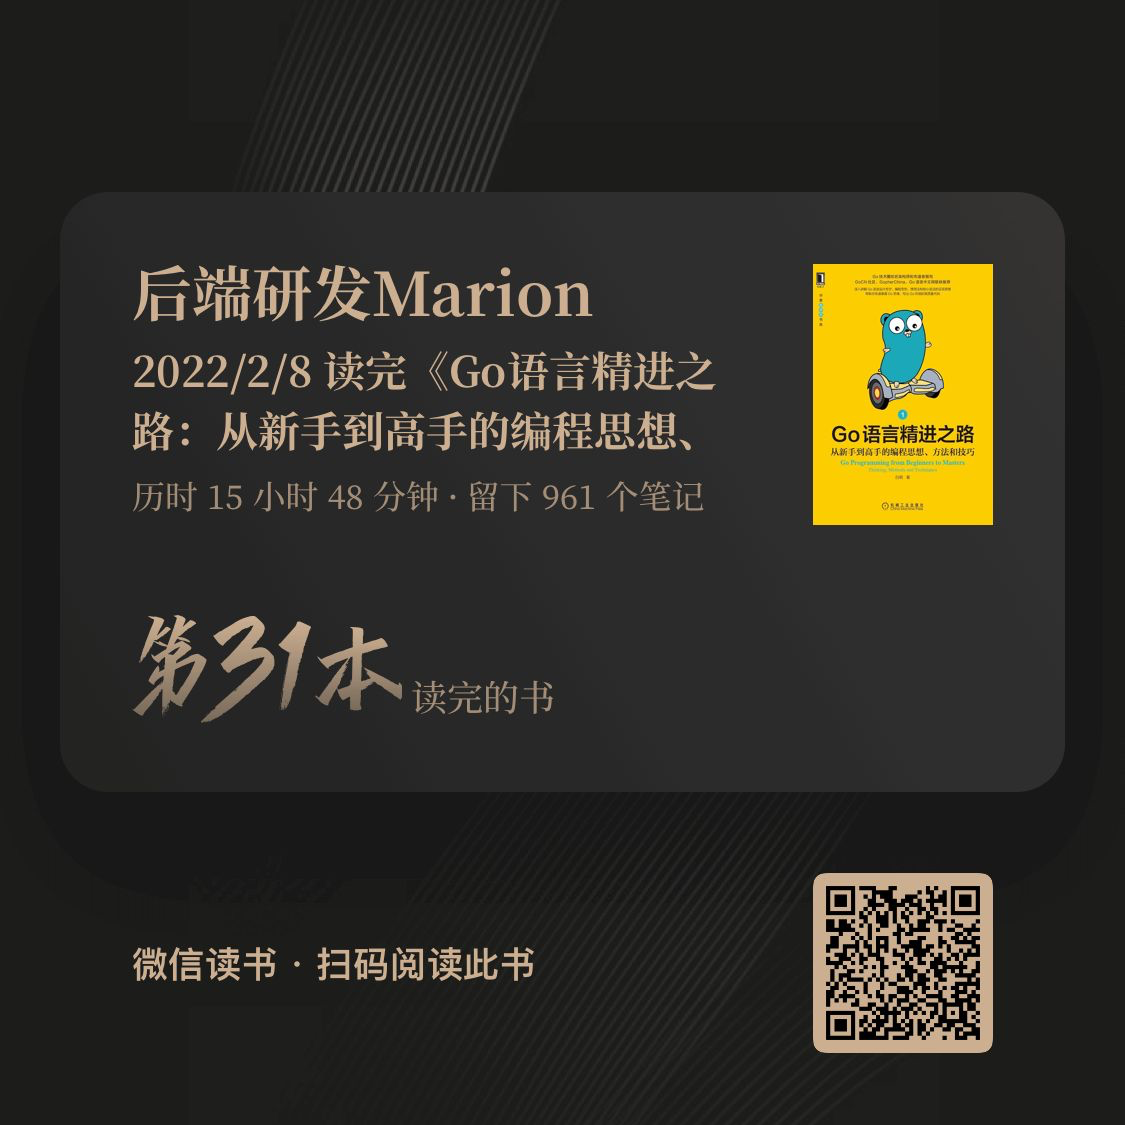 后端研发Marion
2022/2/8 读完《Go语言精进之
路：从新手到高手的编程思想、
历时 15 小时 48 分钟 · 留下 961 个笔记
1
Go语言精进之路
从新手到高手的编程思想、方法和技巧
Go Programming from Beginners to Masters
第31本 读完的书
微信读书 · 扫码阅读此书